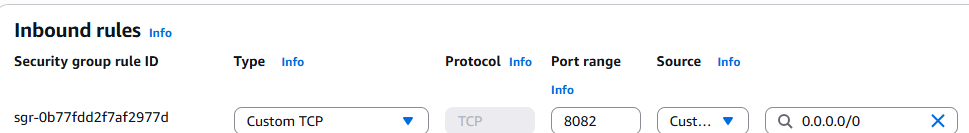 Inbound rules Info
Security group rule ID Type Info Protocol Info Port range Source Info
Info
sgr-0b77fdd2f7af2977d Custom TCP TCP 8082 Cust... 0.0.0.0/0